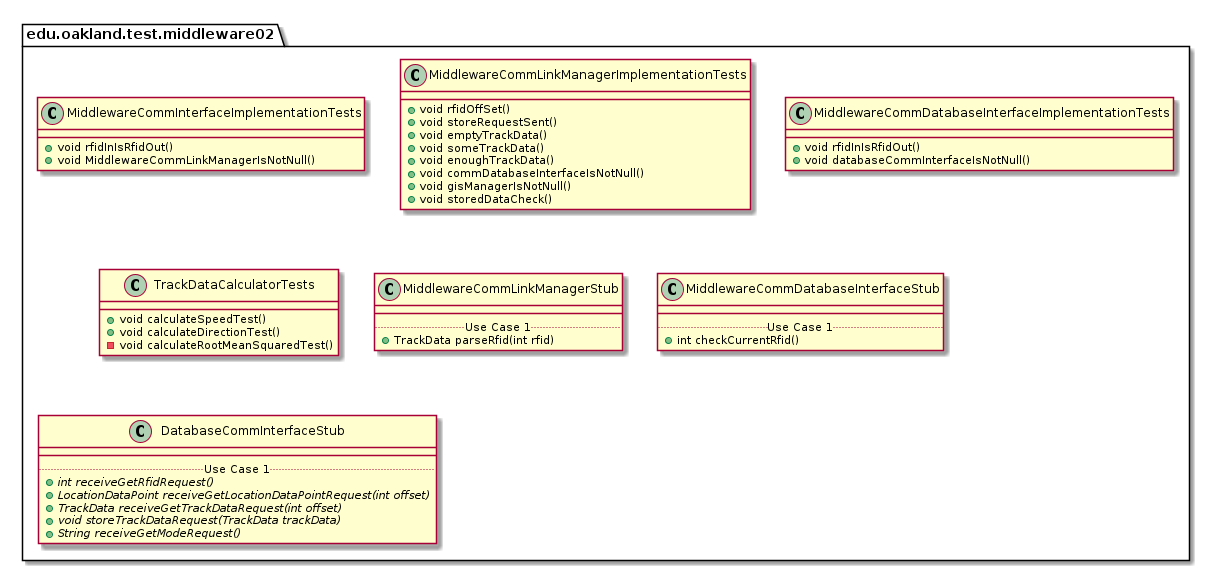 edu.oakland.test.middleware02
C MiddlewareCommInterfaceImplementationTests
void rfidInIsRfidOut()
void MiddlewareCommLinkManagerIsNotNull()
C MiddlewareCommLinkManagerImplementationTests
void rfidOffSet()
void storeRequestSent()
void emptyTrackData()
void someTrackData()
void enoughTrackData()
void commDatabaseInterfaceIsNotNull()
void gisManagerIsNotNull()
void storedDataCheck()
C MiddlewareCommDatabaseInterfaceImplementationTests
void rfidInIsRfidOut()
void databaseCommInterfaceIsNotNull()
C TrackDataCalculatorTests
void calculateSpeedTest()
void calculateDirectionTest()
void calculateRootMeanSquaredTest()
C MiddlewareCommLinkManagerStub
Use Case 1
TrackData parseRfid(int rfid)
C MiddlewareCommDatabaseInterfaceStub
Use Case 1
int checkCurrentRfid()
C DatabaseCommInterfaceStub
Use Case 1
int receiveGetRfidRequest()
LocationDataPoint receiveGetLocationDataPointRequest(int offset)
TrackData receiveGetTrackDataRequest(int offset)
void storeTrackDataRequest(TrackData trackData)
String receiveGetModeRequest()